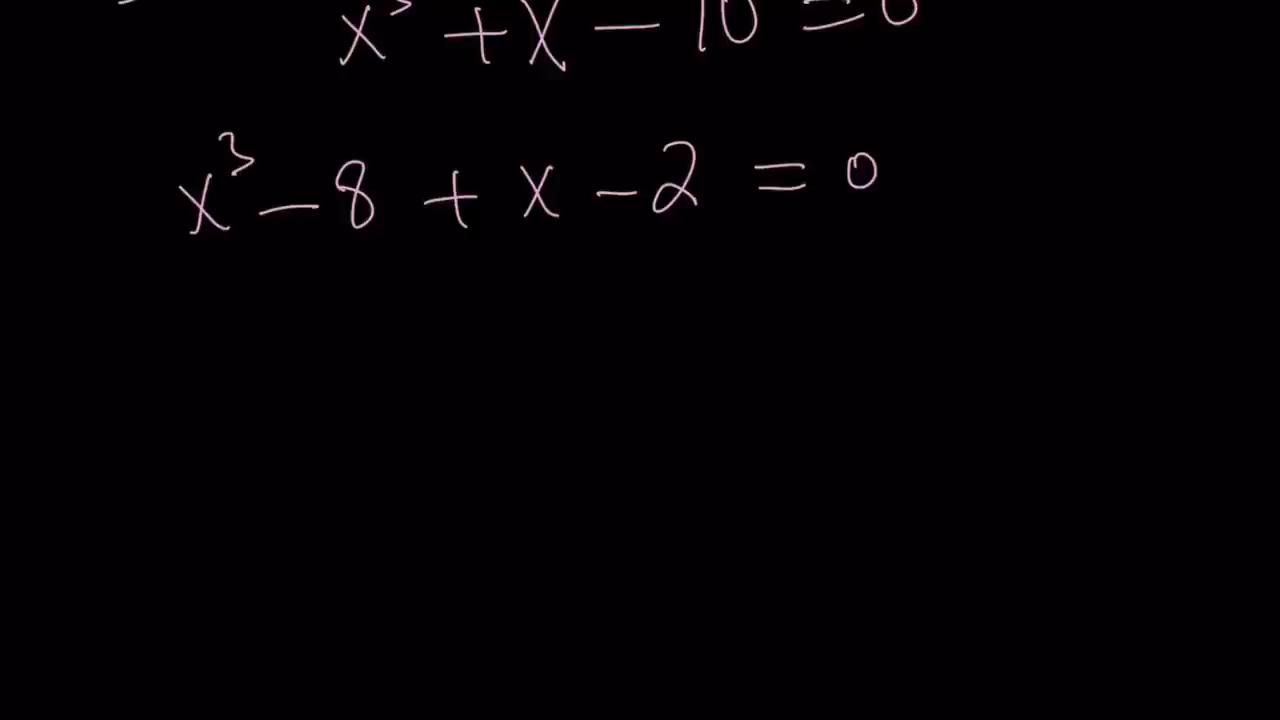 x³ + x − 10 = 0
x³ − 8 + x − 2 = 0